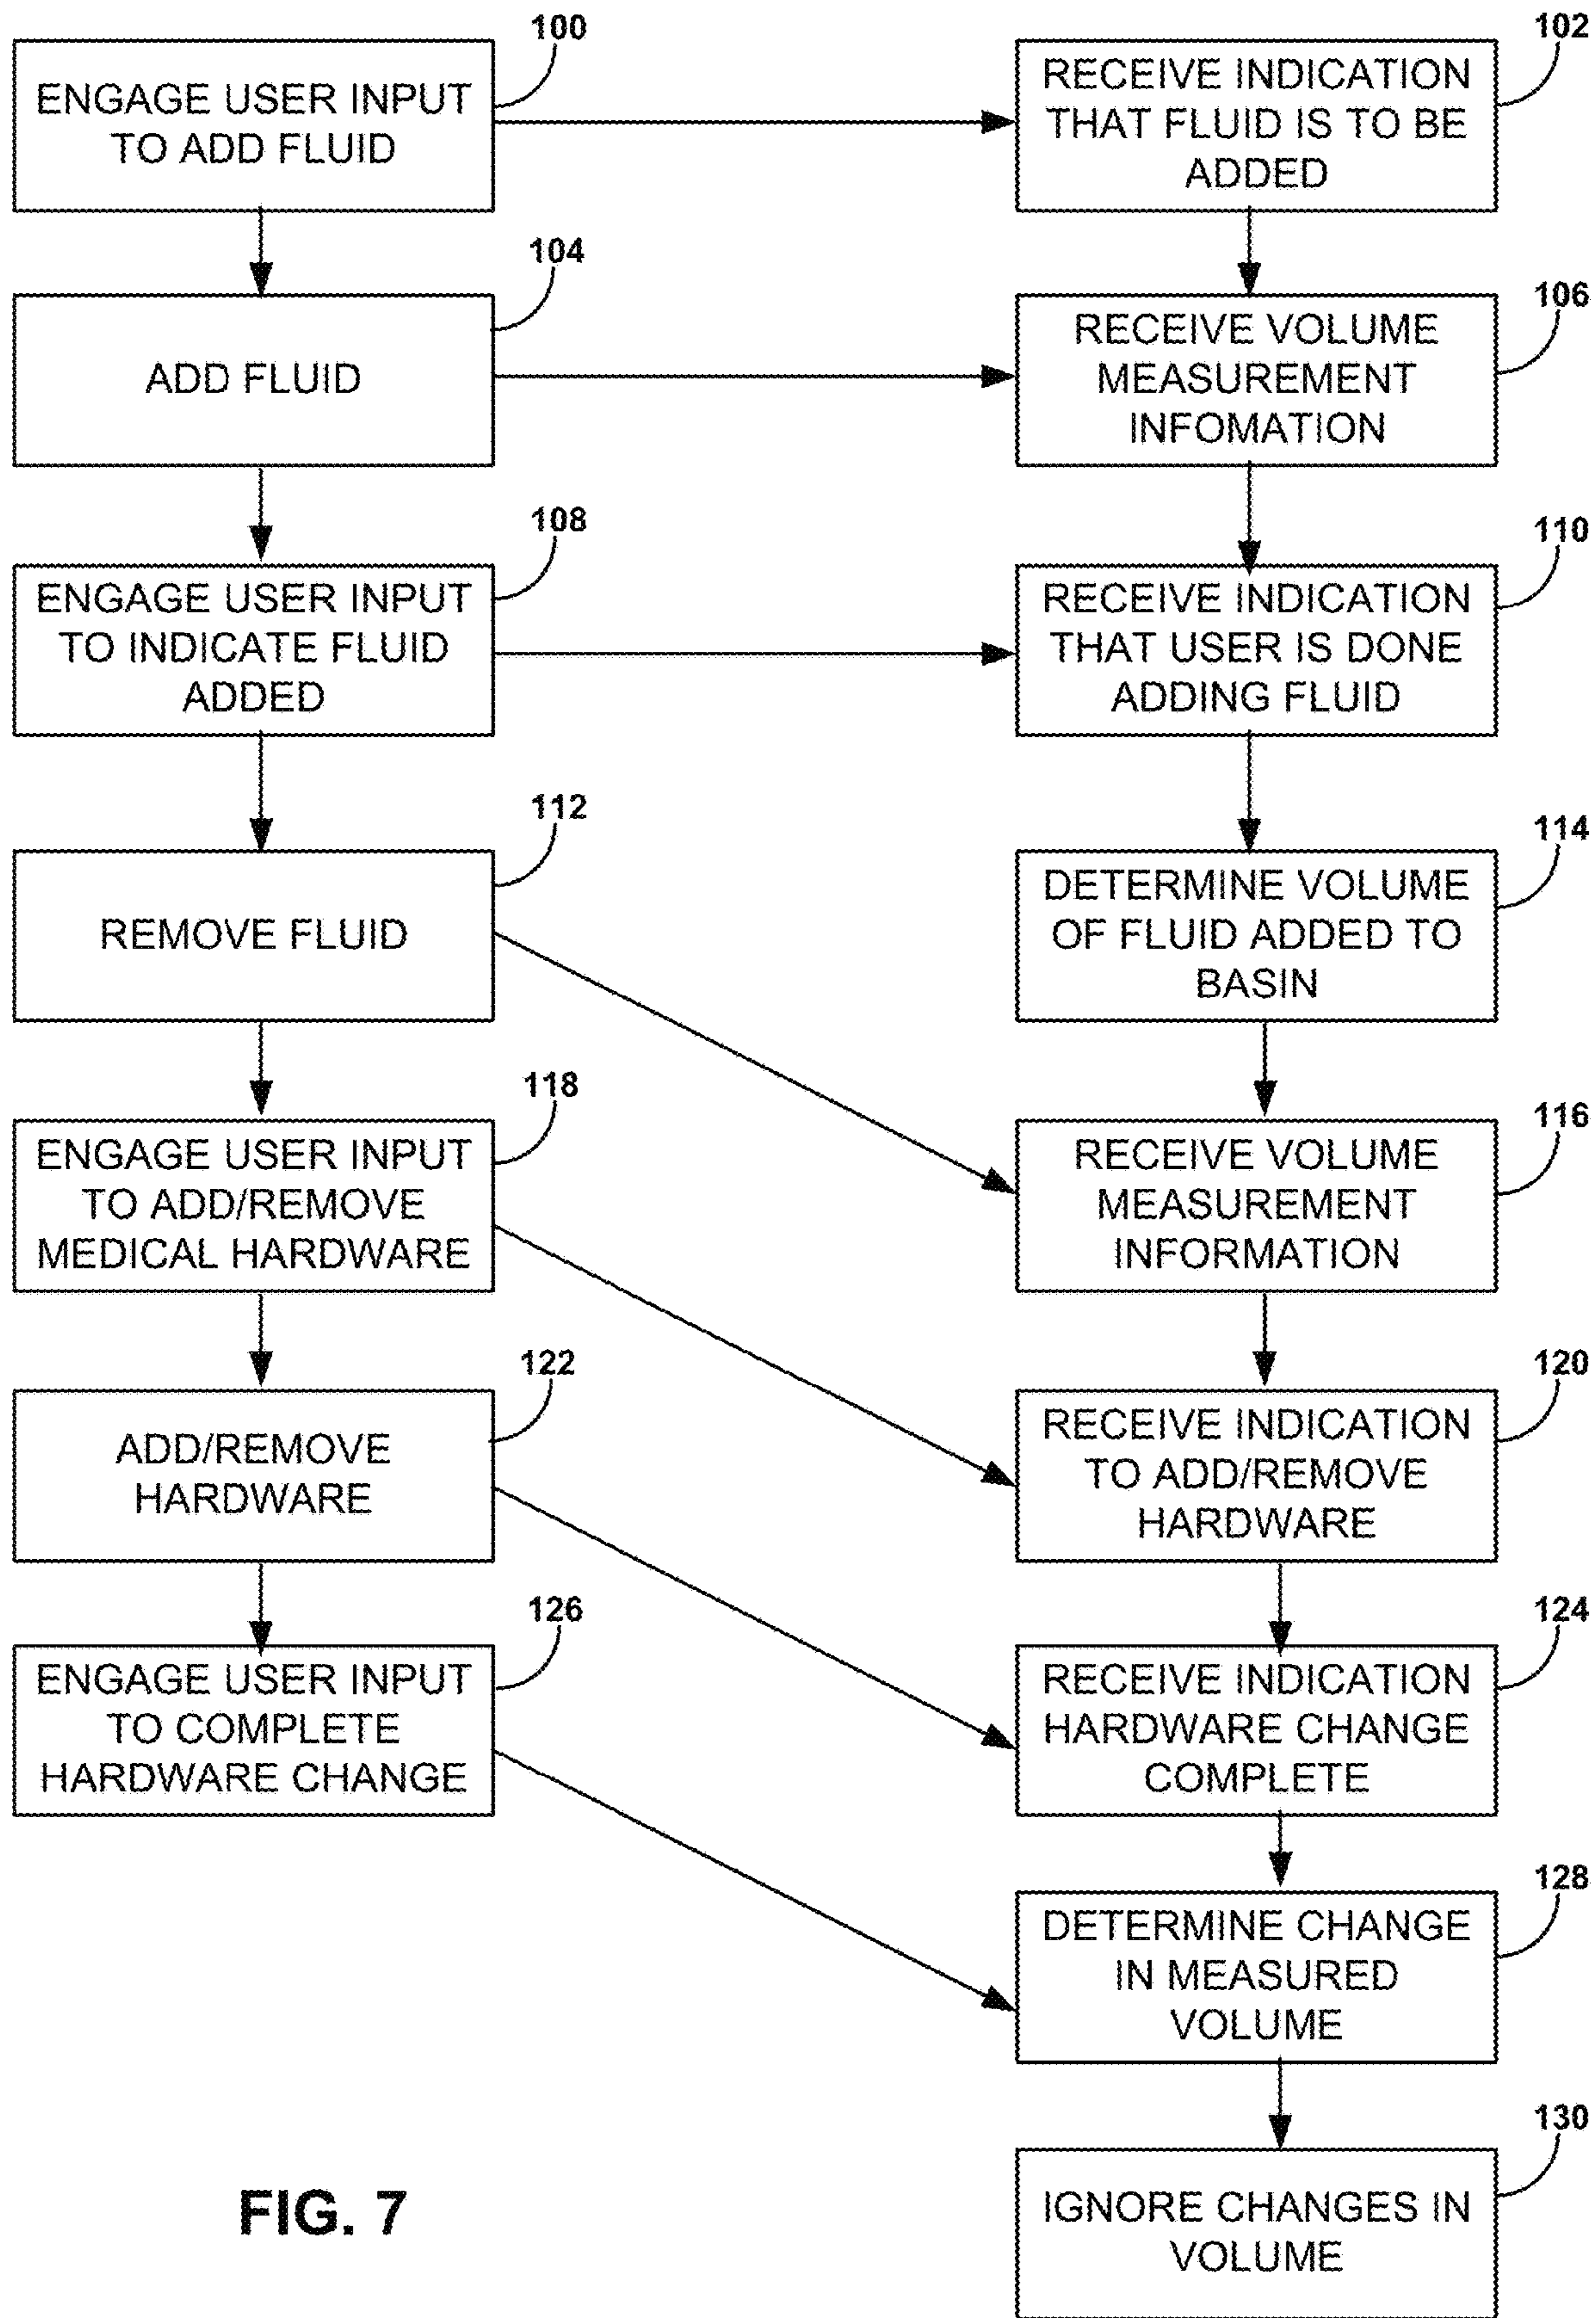 100
ENGAGE USER INPUT
TO ADD FLUID
102
RECEIVE INDICATION
THAT FLUID IS TO BE
ADDED
104
ADD FLUID
106
RECEIVE VOLUME
MEASUREMENT
INFOMATION
108
ENGAGE USER INPUT
TO INDICATE FLUID
ADDED
110
RECEIVE INDICATION
THAT USER IS DONE
ADDING FLUID
112
REMOVE FLUID
114
DETERMINE VOLUME
OF FLUID ADDED TO
BASIN
118
ENGAGE USER INPUT
TO ADD/REMOVE
MEDICAL HARDWARE
116
RECEIVE VOLUME
MEASUREMENT
INFORMATION
122
ADD/REMOVE
HARDWARE
120
RECEIVE INDICATION
TO ADD/REMOVE
HARDWARE
126
ENGAGE USER INPUT
TO COMPLETE
HARDWARE CHANGE
124
RECEIVE INDICATION
HARDWARE CHANGE
COMPLETE
128
DETERMINE CHANGE
IN MEASURED
VOLUME
130
IGNORE CHANGES IN
VOLUME
FIG. 7